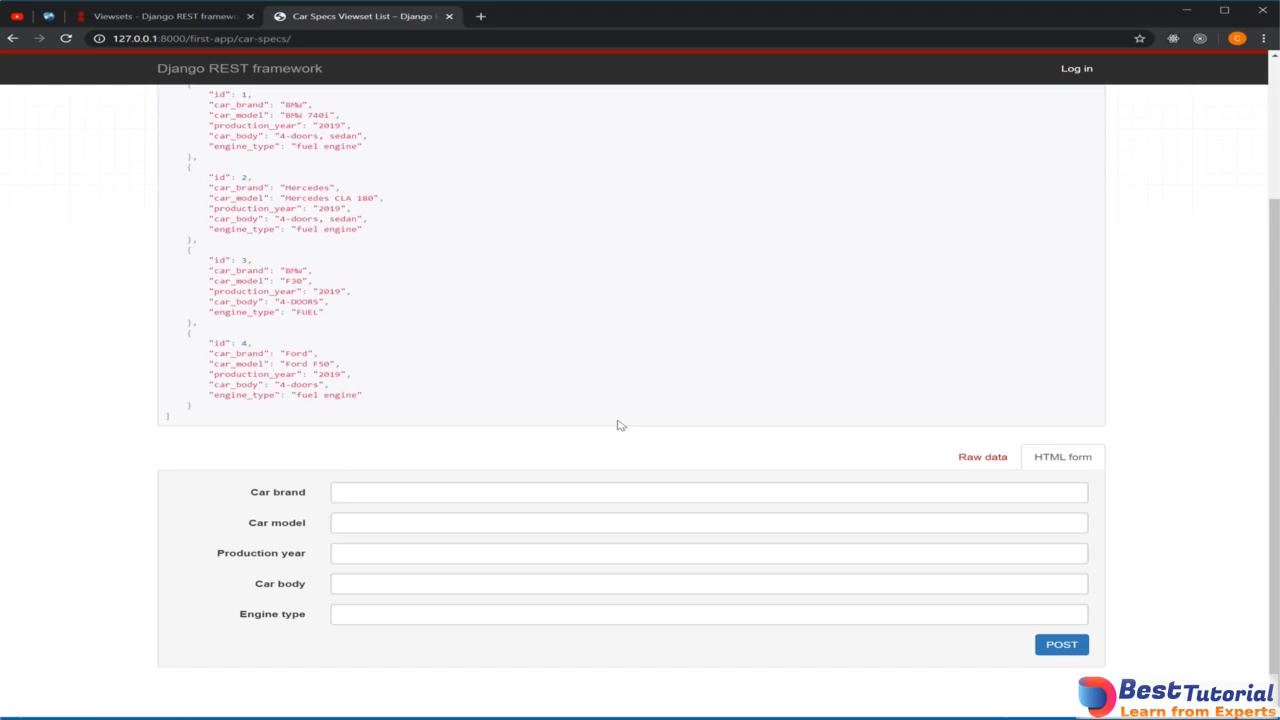 Viewsets - Django REST framew
Car Specs Viewset List – Django
127.0.0.1:8000/first-app/car-specs/
C
Django REST framework
Log in
{
"id": 1,
"car_brand": "BMW",
"car_model": "BMW 740i",
"production_year": "2019",
"car_body": "4-doors, sedan",
"engine_type": "fuel engine"
},
{
"id": 2,
"car_brand": "Mercedes",
"car_model": "Mercedes CLA 180",
"production_year": "2019",
"car_body": "4-doors, sedan",
"engine_type": "fuel engine"
},
{
"id": 3,
"car_brand": "BMW",
"car_model": "F30",
"production_year": "2019",
"car_body": "4-DOORS",
"engine_type": "FUEL"
},
{
"id": 4,
"car_brand": "Ford",
"car_model": "Ford F50",
"production_year": "2019",
"car_body": "4-doors",
"engine_type": "fuel engine"
}
]
Raw data
HTML form
Car brand
Car model
Production year
Car body
Engine type
POST
BestTutorial
Learn from Experts